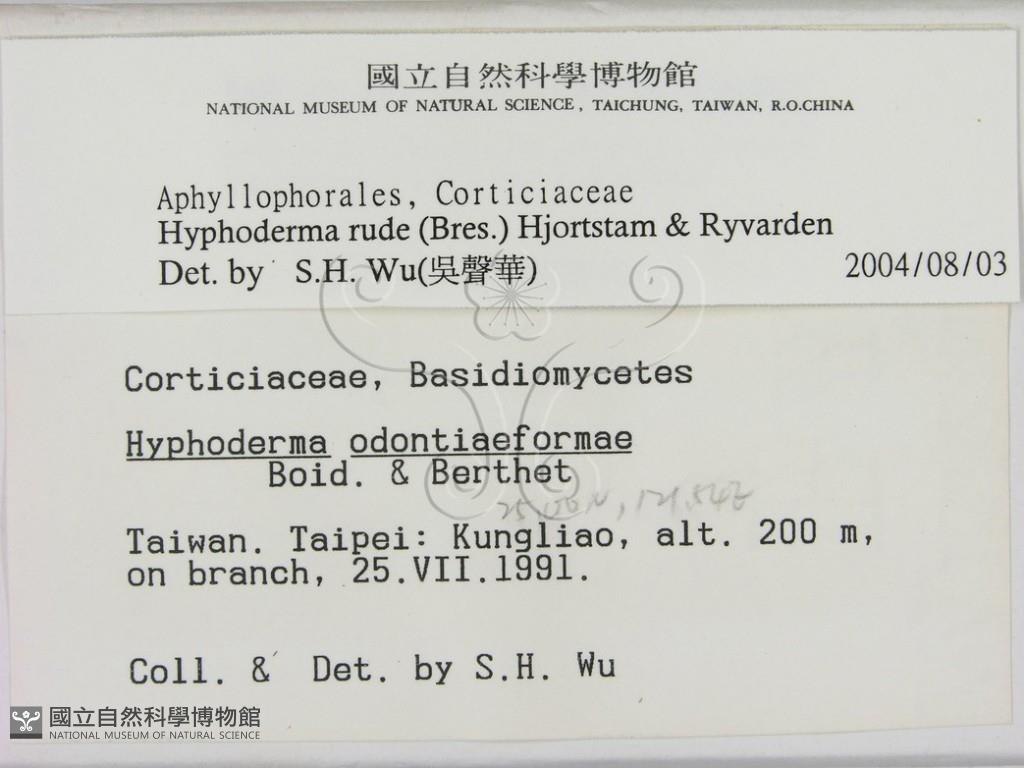 國立自然科學博物館
NATIONAL MUSEUM OF NATURAL SCIENCE, TAICHUNG, TAIWAN, R.O.CHINA
Aphyllophorales, Corticiaceae
Hyphoderma rude (Bres.) Hjortstam & Ryvarden
Det. by S.H. Wu(吳聲華) 2004/08/03
Corticiaceae, Basidiomycetes
Hyphoderma odontiaeformae
Boid. & Berthet
Taiwan. Taipei: Kungliao, alt. 200 m,
on branch, 25.VII.1991.
Coll. & Det. by S.H. Wu
國立自然科學博物館
NATIONAL MUSEUM OF NATURAL SCIENCE